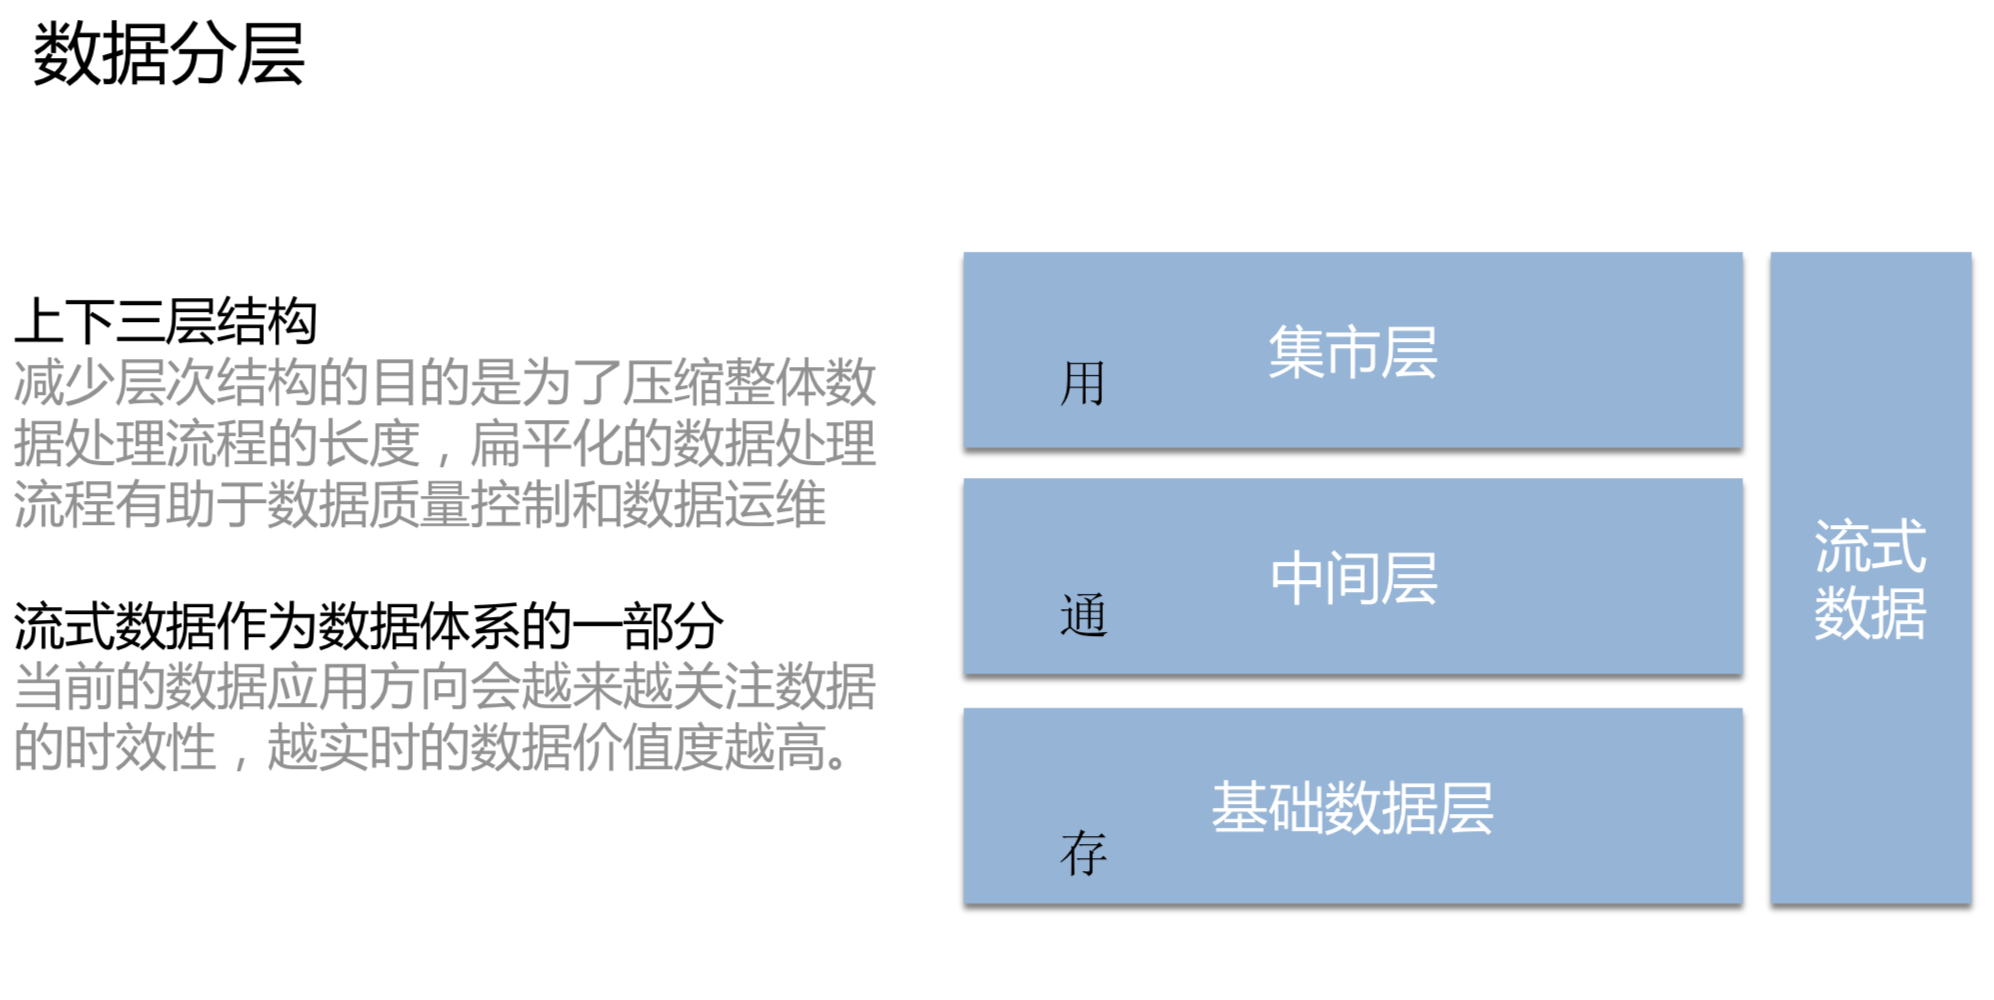 数据分层
上下三层结构
减少层次结构的目的是为了压缩整体数
据处理流程的长度，扁平化的数据处理
流程有助于数据质量控制和数据运维
流式数据作为数据体系的一部分
当前的数据应用方向会越来越关注数据
的时效性，越实时的数据价值度越高。
集市层
用
中间层
通
基础数据层
存
流式
数据